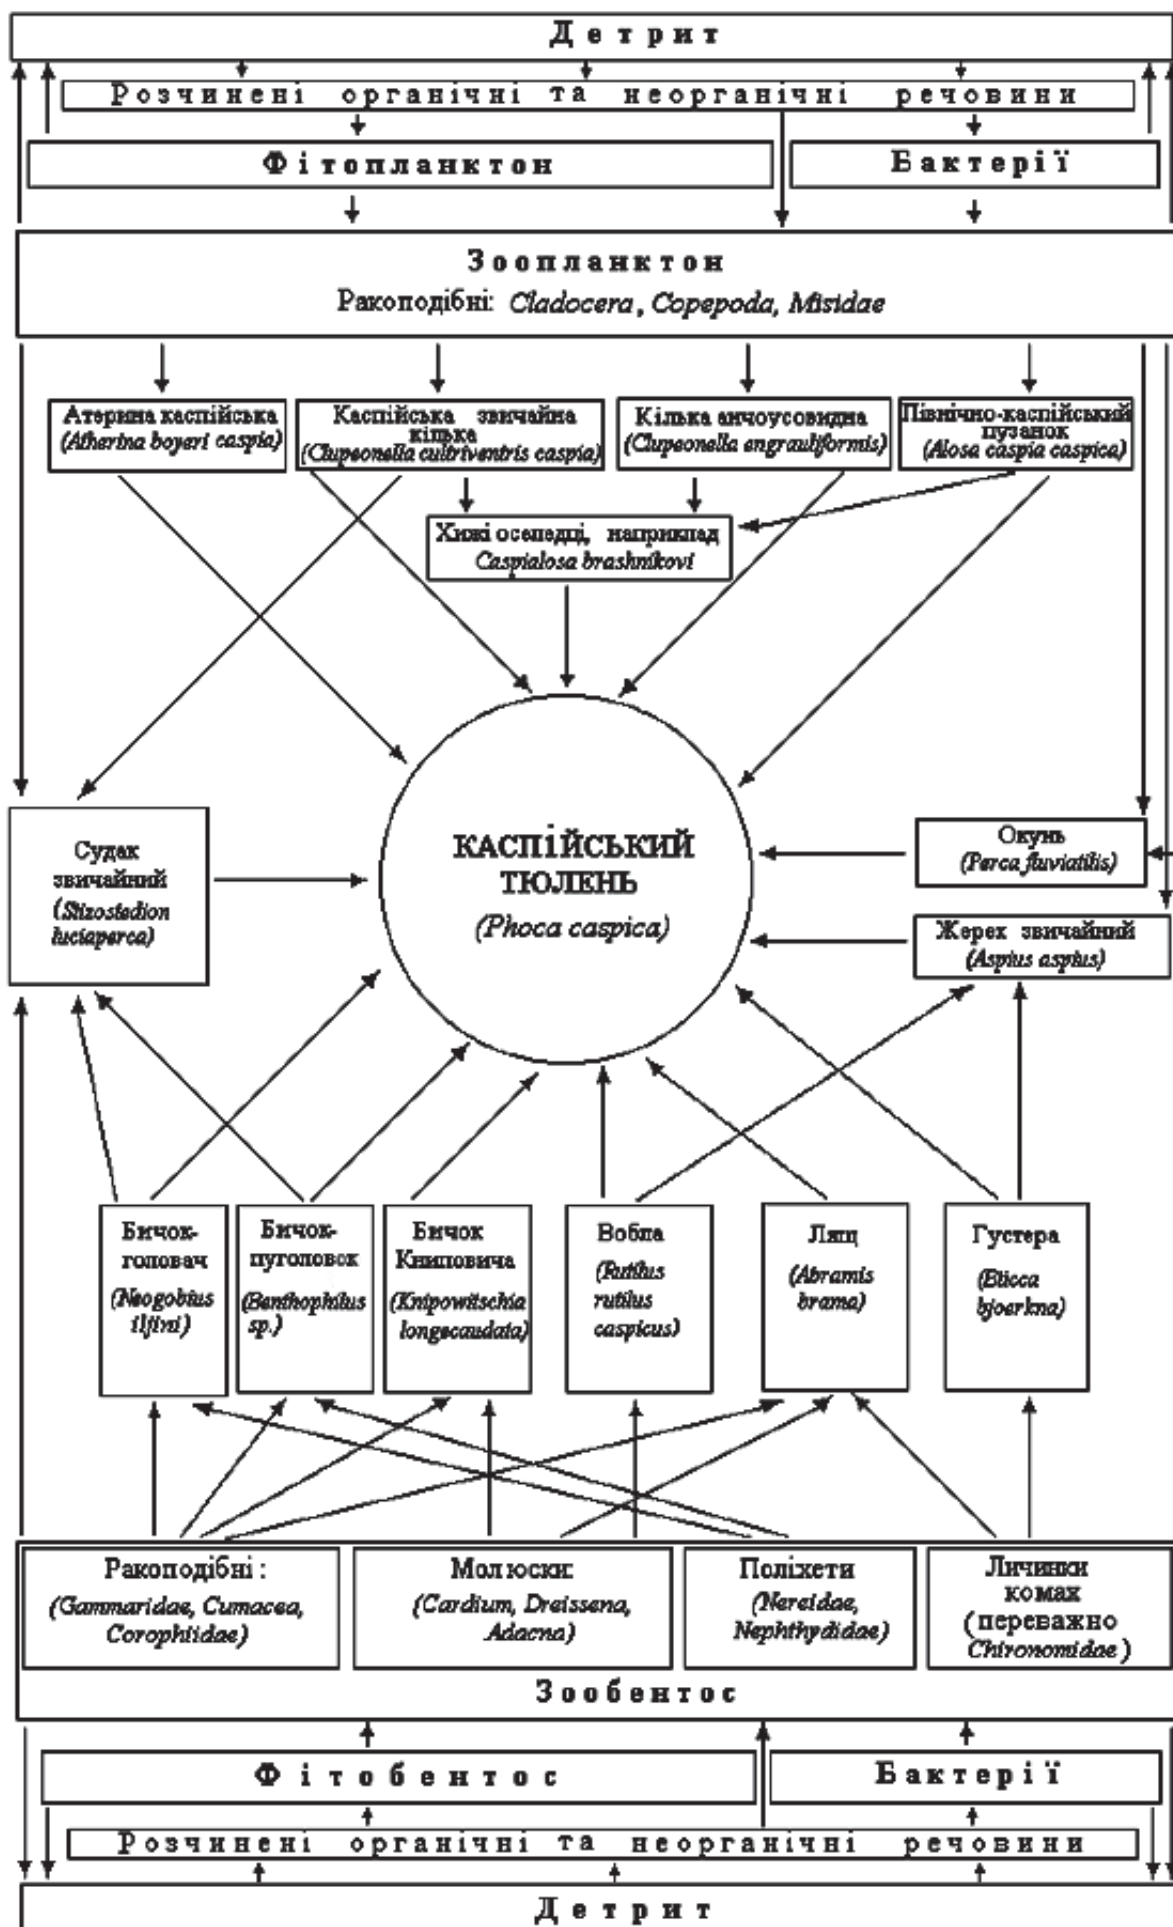 Детрит
Розчинені органічні та неорганічні речовини
Фітопланктон
Бактерії
Зоопланктон
Ракоподібні: Cladocera, Copepoda, Misidae
Атерина каспійська
(Atherina boyeri caspia)
Каспійська звичайна
кілька
(Clupeonella cultriventris caspia)
Кілька анчоусовидна
(Clupeonella engrauliformis)
Північно-каспійський
пузанок
(Alosa caspia caspica)
Хижі оселедці, наприклад
Caspialosa brashnikovi
Судак
звичайний
(Stizostedion
luciaperca)
КАСПіЙСЬКИЙ
ТЮЛЕНЬ
(Phoca caspica)
Окунь
(Perca fluviatilis)
Жерех звичайний
(Aspius aspius)
Бичок-
головач
(Neogobius
iljini)
Бичок-
пуголовок
(Benthophilus
sp.)
Бичок
Книповича
(Knipowitschia
longecaudata)
Вобла
(Rutilus
rutilus
caspicus)
Лящ
(Abramis
brama)
Густера
(Blicca
bjoerkna)
Ракоподібні :
(Gammaridae, Cumacea,
Corophiidae)
Молюски:
(Cardium, Dreissena,
Adacna)
Поліхети
(Nereidae,
Nephthydidae)
Личинки
комах
(переважно
Chironomidae)
Зообентос
Фітобентос
Бактерії
Розчинені органічні та неорганічні речовини
Детрит